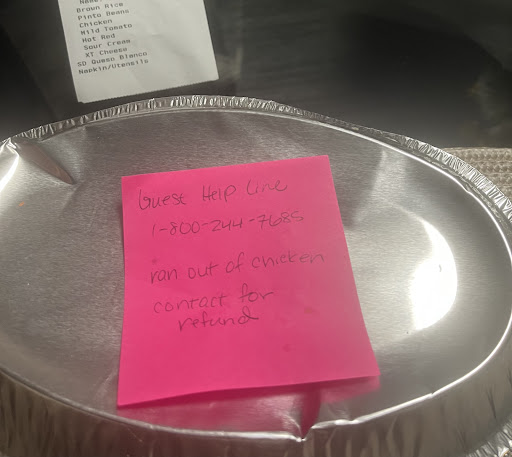 Brown Rice
Pinto Beans
Chicken
Mild Tomato
Hot Red
Sour Cream
XT Cheese
SD Queso Blanco
Napkin/Utensils
Guest Help Line
1-800-244-7685
ran out of chicken
contact for
refund